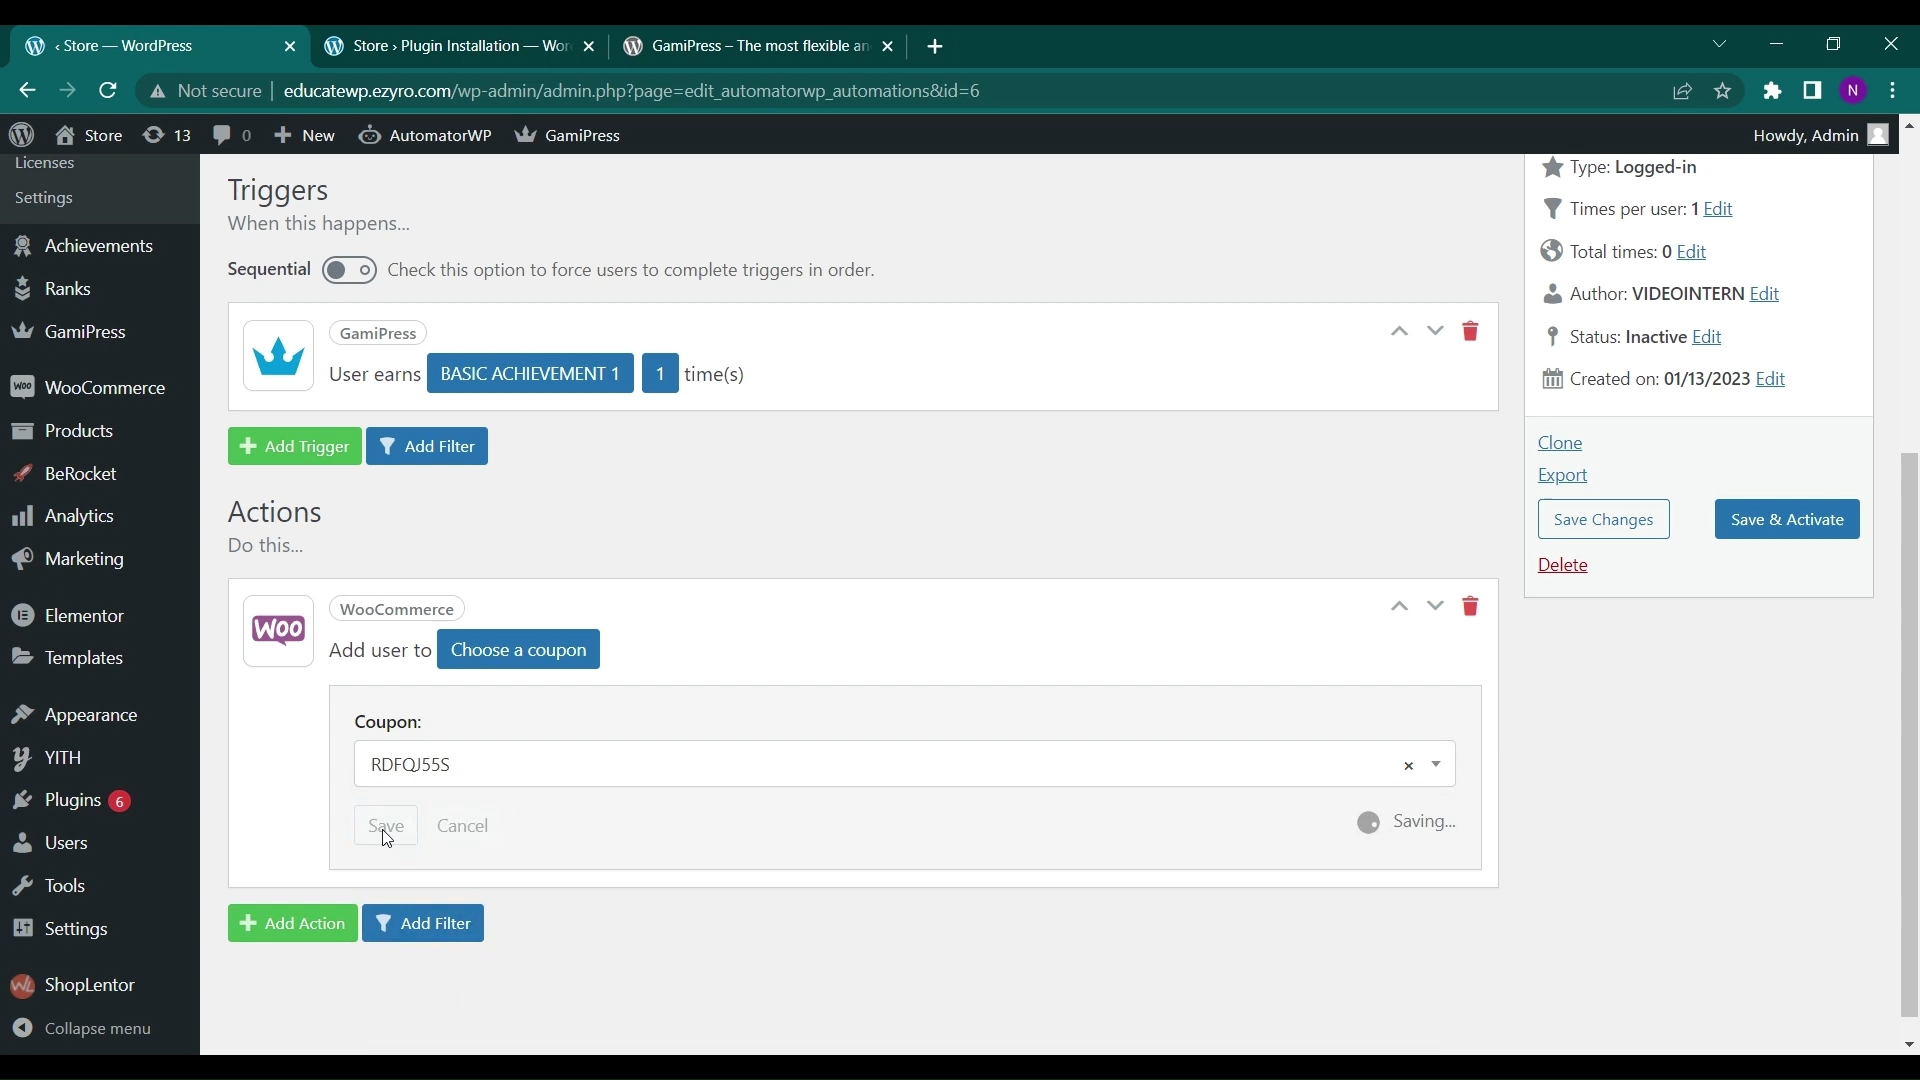 ‹ Store — WordPress
Store › Plugin Installation — Wor
GamiPress – The most flexible an
Not secure
educatewp.ezyro.com/wp-admin/admin.php?page=edit_automatorwp_automations&id=6
N
Store
13
0
New
AutomatorWP
GamiPress
Howdy, Admin
Licenses
Settings
Achievements
Ranks
GamiPress
WooCommerce
Products
BeRocket
Analytics
Marketing
Elementor
Templates
Appearance
YITH
Plugins 6
Users
Tools
Settings
ShopLentor
Collapse menu
Triggers
When this happens...
Sequential
Check this option to force users to complete triggers in order.
GamiPress
User earns BASIC ACHIEVEMENT 1 1 time(s)
Add Trigger
Add Filter
Actions
Do this...
WOO
WooCommerce
Add user to Choose a coupon
Coupon:
RDFQJ55S
×
Save
Cancel
Saving...
Add Action
Add Filter
Type: Logged-in
Times per user: 1 Edit
Total times: 0 Edit
Author: VIDEOINTERN Edit
Status: Inactive Edit
Created on: 01/13/2023 Edit
Clone
Export
Save Changes
Save & Activate
Delete